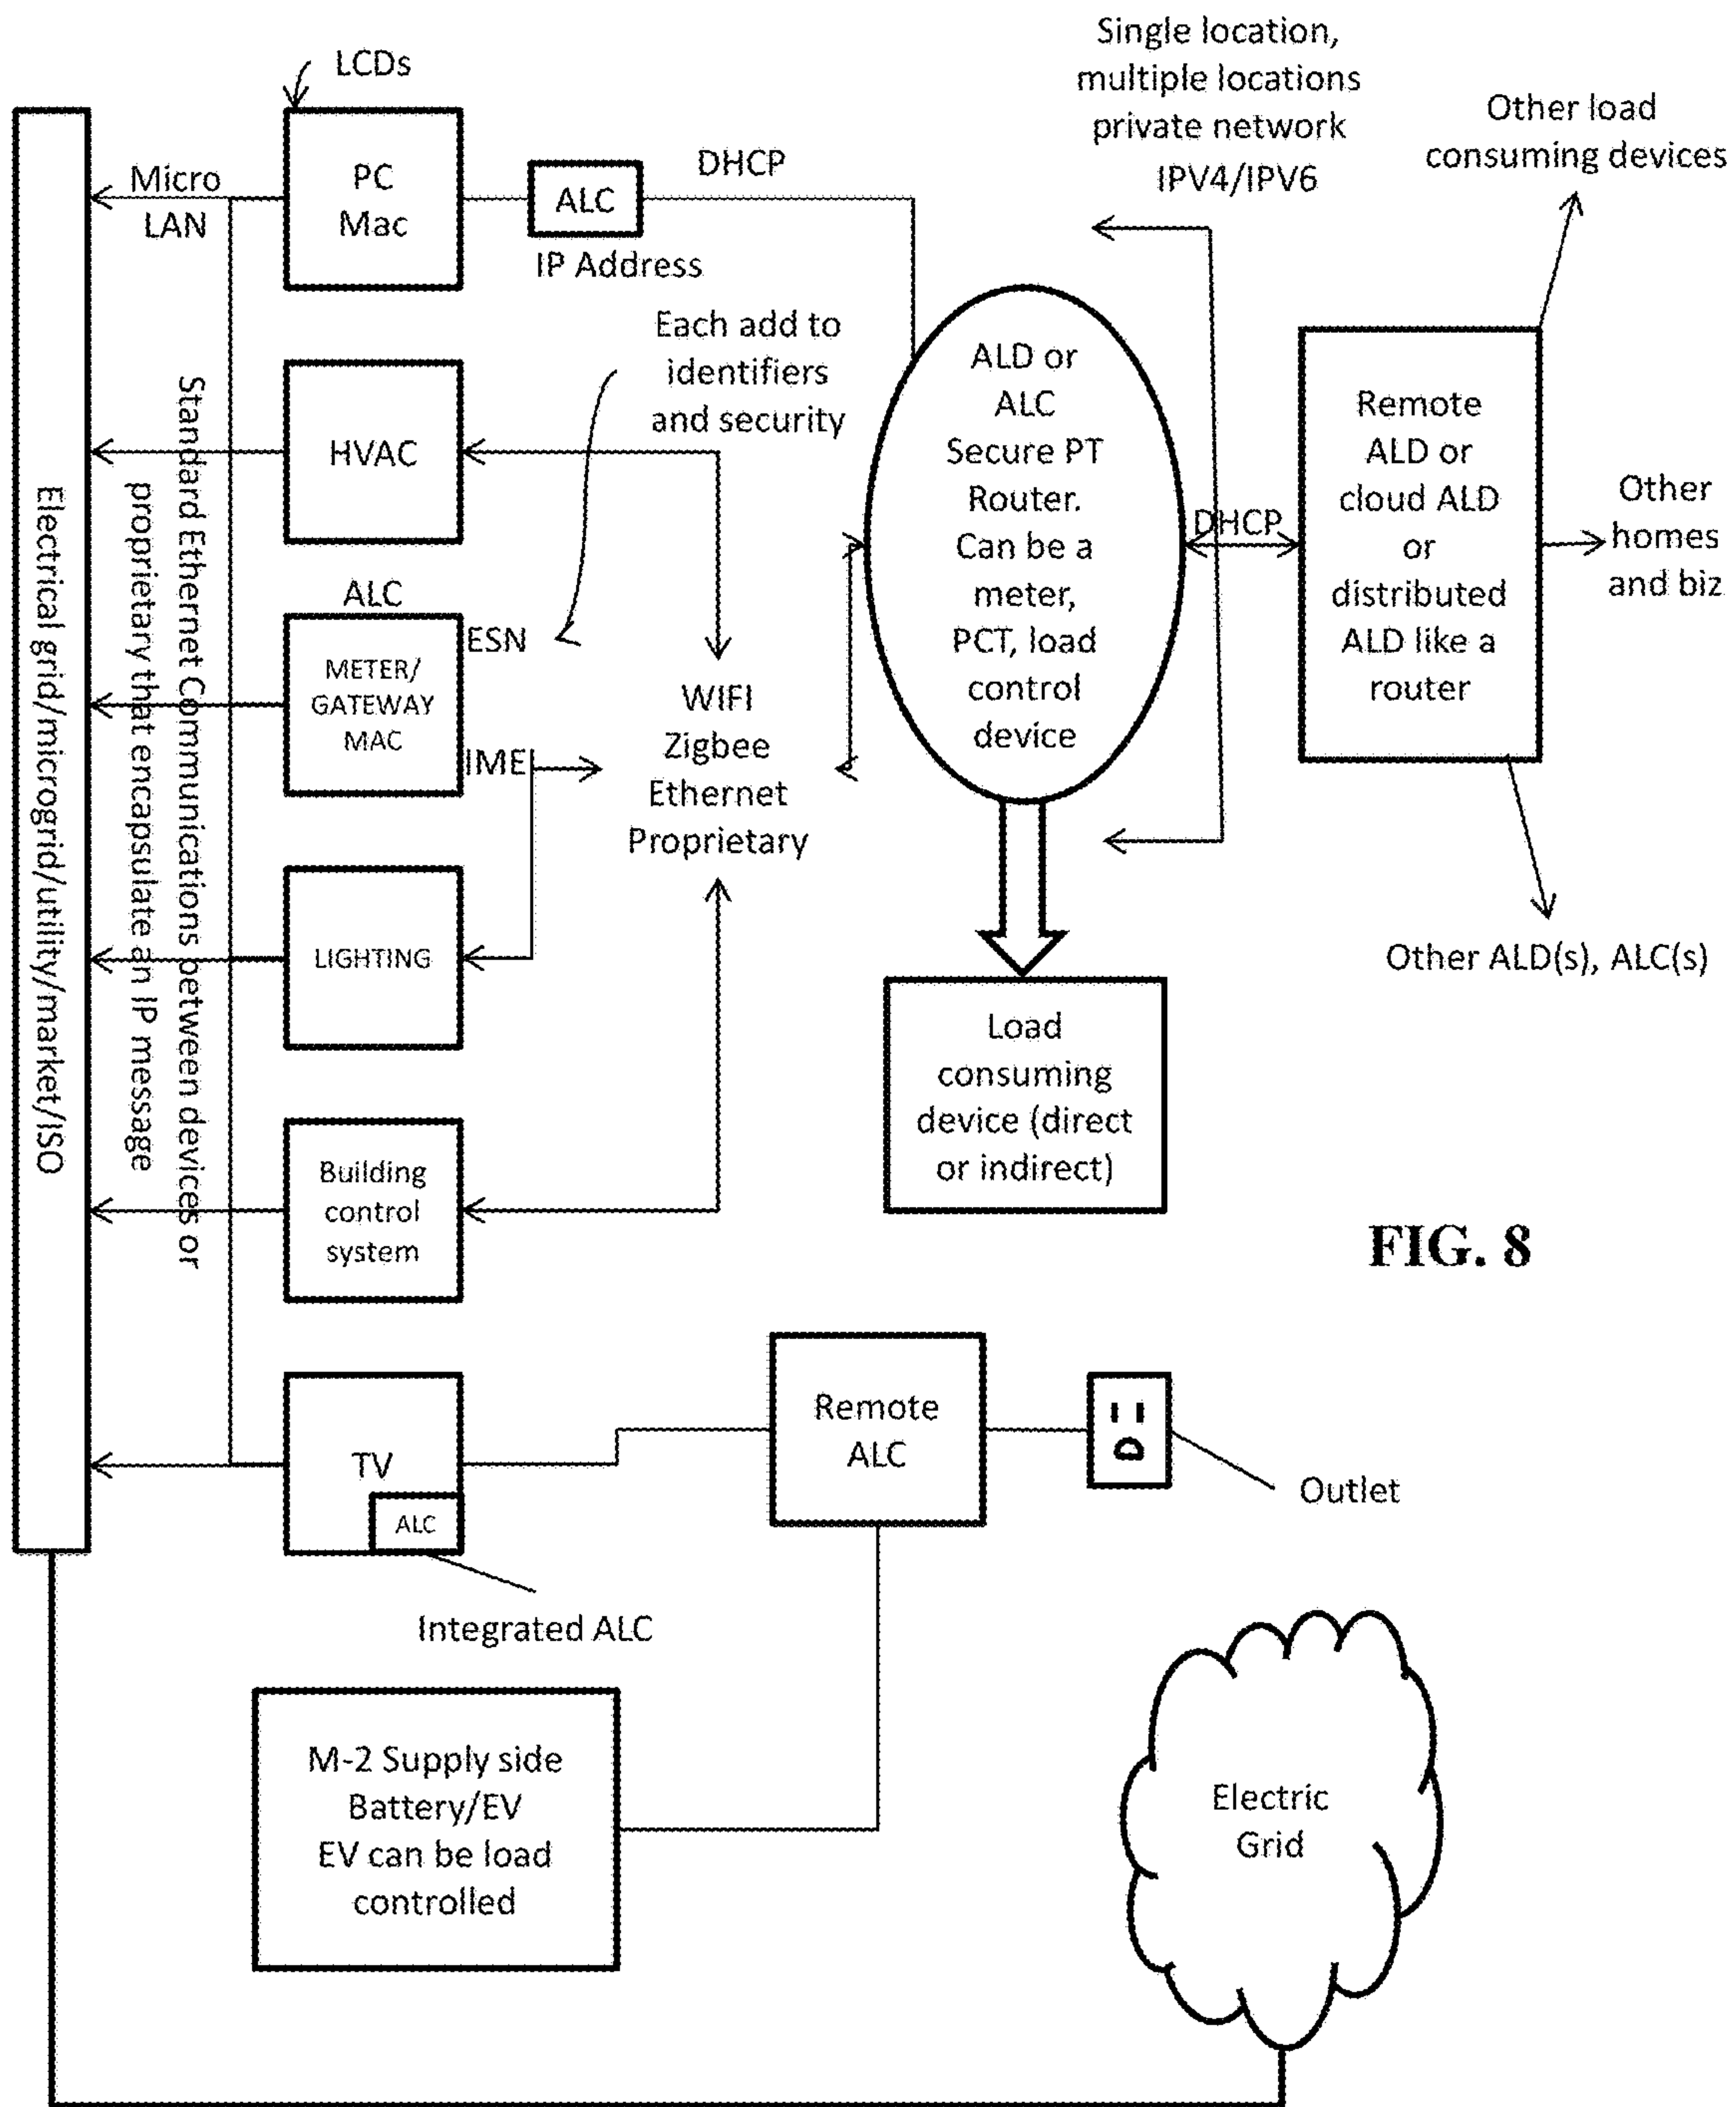 Single location,
multiple locations
private network
IPV4/IPV6
LCDs
Other load
consuming devices
Micro
LAN
PC
Mac
ALC
DHCP
IP Address
Each add to
identifiers
and security
HVAC
ALD or
ALC
Secure PT
Router.
Can be a
meter,
PCT, load
control
device
DHCP
Remote
ALD or
cloud ALD
or
distributed
ALD like a
router
Other
homes
and biz
Electrical grid/microgrid/utility/market/ISO
Standard Ethernet Communications between devices or
proprietary that encapsulate an IP message
ALC
METER/
GATEWAY
MAC
ESN
IME
WIFI
Zigbee
Ethernet
Proprietary
LIGHTING
Other ALD(s), ALC(s)
Load
consuming
device (direct
or indirect)
Building
control
system
FIG. 8
TV
ALC
Remote
ALC
Outlet
Integrated ALC
M-2 Supply side
Battery/EV
EV can be load
controlled
Electric
Grid